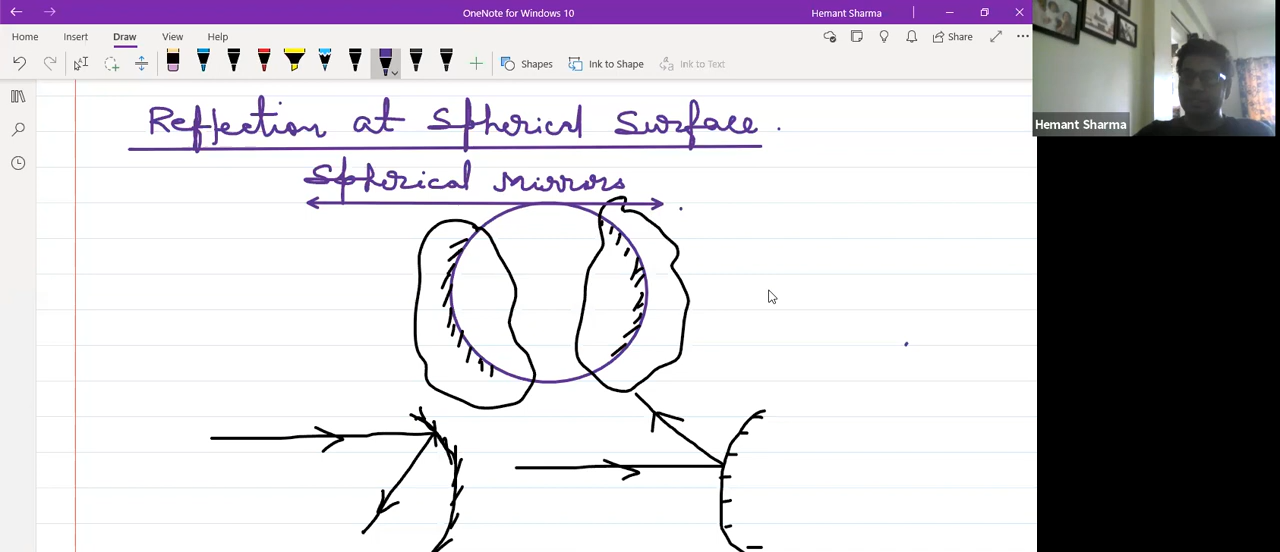 OneNote for Windows 10
Hemant Sharma
Home Insert Draw View Help
Share
Shapes Ink to Shape Ink to Text
Hemant Sharma
Reflection at Spherical Surface.
Spherical Mirrors